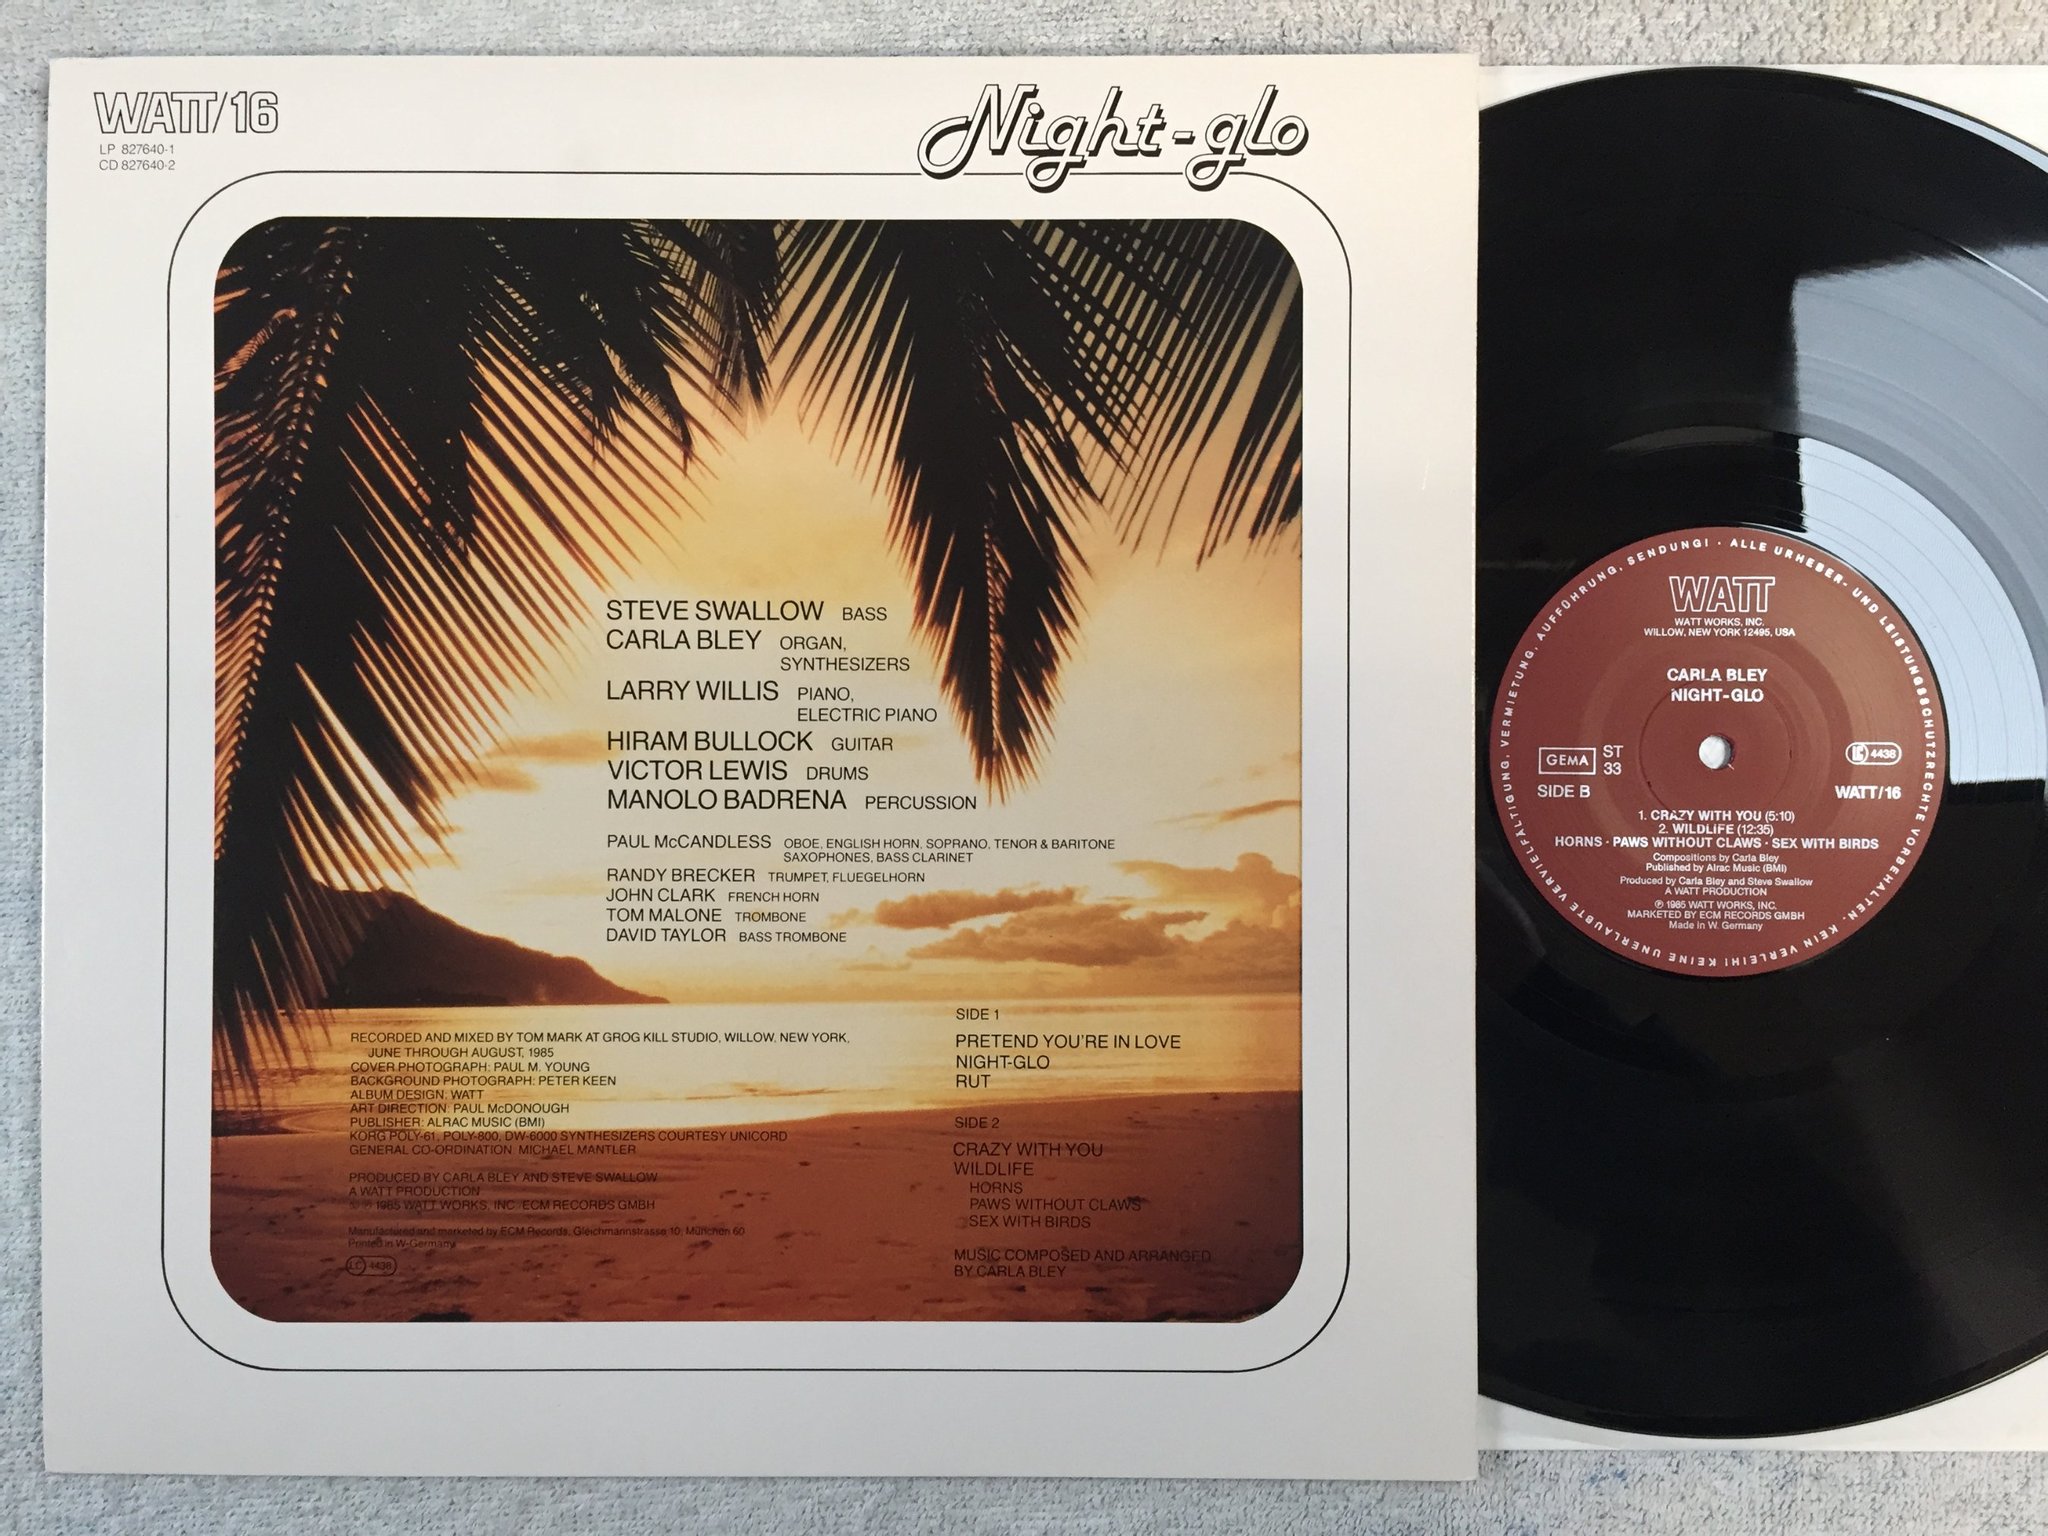 WATT/16
LP 827640-1
CD 827640-2
Night-glo
STEVE SWALLOW BASS
CARLA BLEY ORGAN,
SYNTHESIZERS
LARRY WILLIS PIANO,
ELECTRIC PIANO
HIRAM BULLOCK GUITAR
VICTOR LEWIS DRUMS
MANOLO BADRENA PERCUSSION
PAUL McCANDLESS OBOE, ENGLISH HORN, SOPRANO, TENOR & BARITONE
SAXOPHONES, BASS CLARINET
RANDY BRECKER TRUMPET, FLUEGELHORN
JOHN CLARK FRENCH HORN
TOM MALONE TROMBONE
DAVID TAYLOR BASS TROMBONE
RECORDED AND MIXED BY TOM MARK AT GROG KILL STUDIO, WILLOW, NEW YORK,
JUNE THROUGH AUGUST, 1985
COVER PHOTOGRAPH: PAUL M. YOUNG
BACKGROUND PHOTOGRAPH: PETER KEEN
ALBUM DESIGN: WATT
ART DIRECTION: PAUL McDONOUGH
PUBLISHER: ALRAC MUSIC (BMI)
KORG POLY-61, POLY-800, DW-6000 SYNTHESIZERS COURTESY UNICORD
GENERAL CO-ORDINATION: MICHAEL MANTLER
PRODUCED BY CARLA BLEY AND STEVE SWALLOW
A WATT PRODUCTION
© ℗ 1985 WATT WORKS, INC./ECM RECORDS GMBH
Manufactured and marketed by ECM Records, Gleichmannstrasse 10, München 60
Printed in W-Germany
LC 4438
SIDE 1
PRETEND YOU'RE IN LOVE
NIGHT-GLO
RUT
SIDE 2
CRAZY WITH YOU
WILDLIFE
HORNS
PAWS WITHOUT CLAWS
SEX WITH BIRDS
MUSIC COMPOSED AND ARRANGED
BY CARLA BLEY
ALLE URHEBER- UND LEISTUNGSSCHUTZRECHTE VORBEHALTEN · KEIN VERLEIH! KEINE UNERLAUBTE VERVIELFÄLTIGUNG, VERMIETUNG, AUFFÜHRUNG, SENDUNG! ·
WATT
WATT WORKS, INC.
WILLOW, NEW YORK 12495, USA
CARLA BLEY
NIGHT-GLO
GEMA ST 33
LC 4438
SIDE B
WATT/16
1. CRAZY WITH YOU (5:10)
2. WILDLIFE (12:35)
HORNS · PAWS WITHOUT CLAWS · SEX WITH BIRDS
Compositions by Carla Bley
Published by Alrac Music (BMI)
Produced by Carla Bley and Steve Swallow
A WATT PRODUCTION
℗ 1985 WATT WORKS, INC.
MARKETED BY ECM RECORDS GMBH
Made in W. Germany